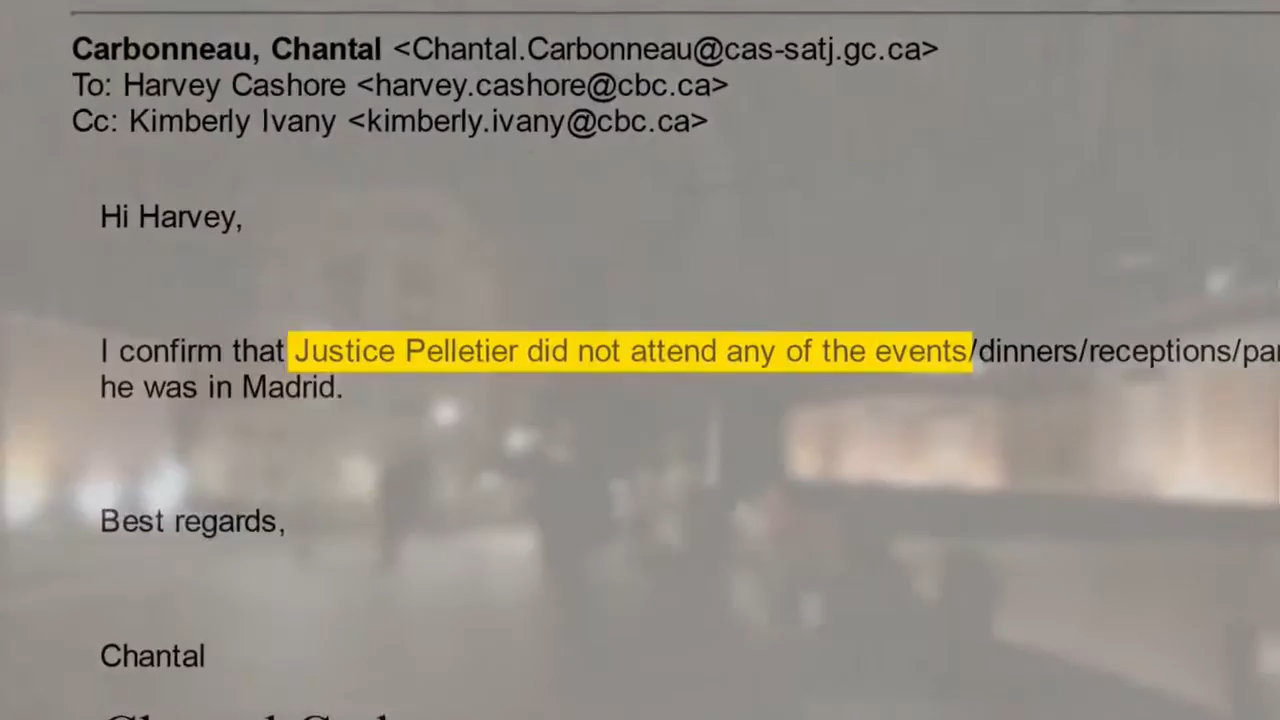 Carbonneau, Chantal <Chantal.Carbonneau@cas-satj.gc.ca>
To: Harvey Cashore <harvey.cashore@cbc.ca>
Cc: Kimberly Ivany <kimberly.ivany@cbc.ca>
Hi Harvey,
I confirm that Justice Pelletier did not attend any of the events/dinners/receptions/par
he was in Madrid.
Best regards,
Chantal